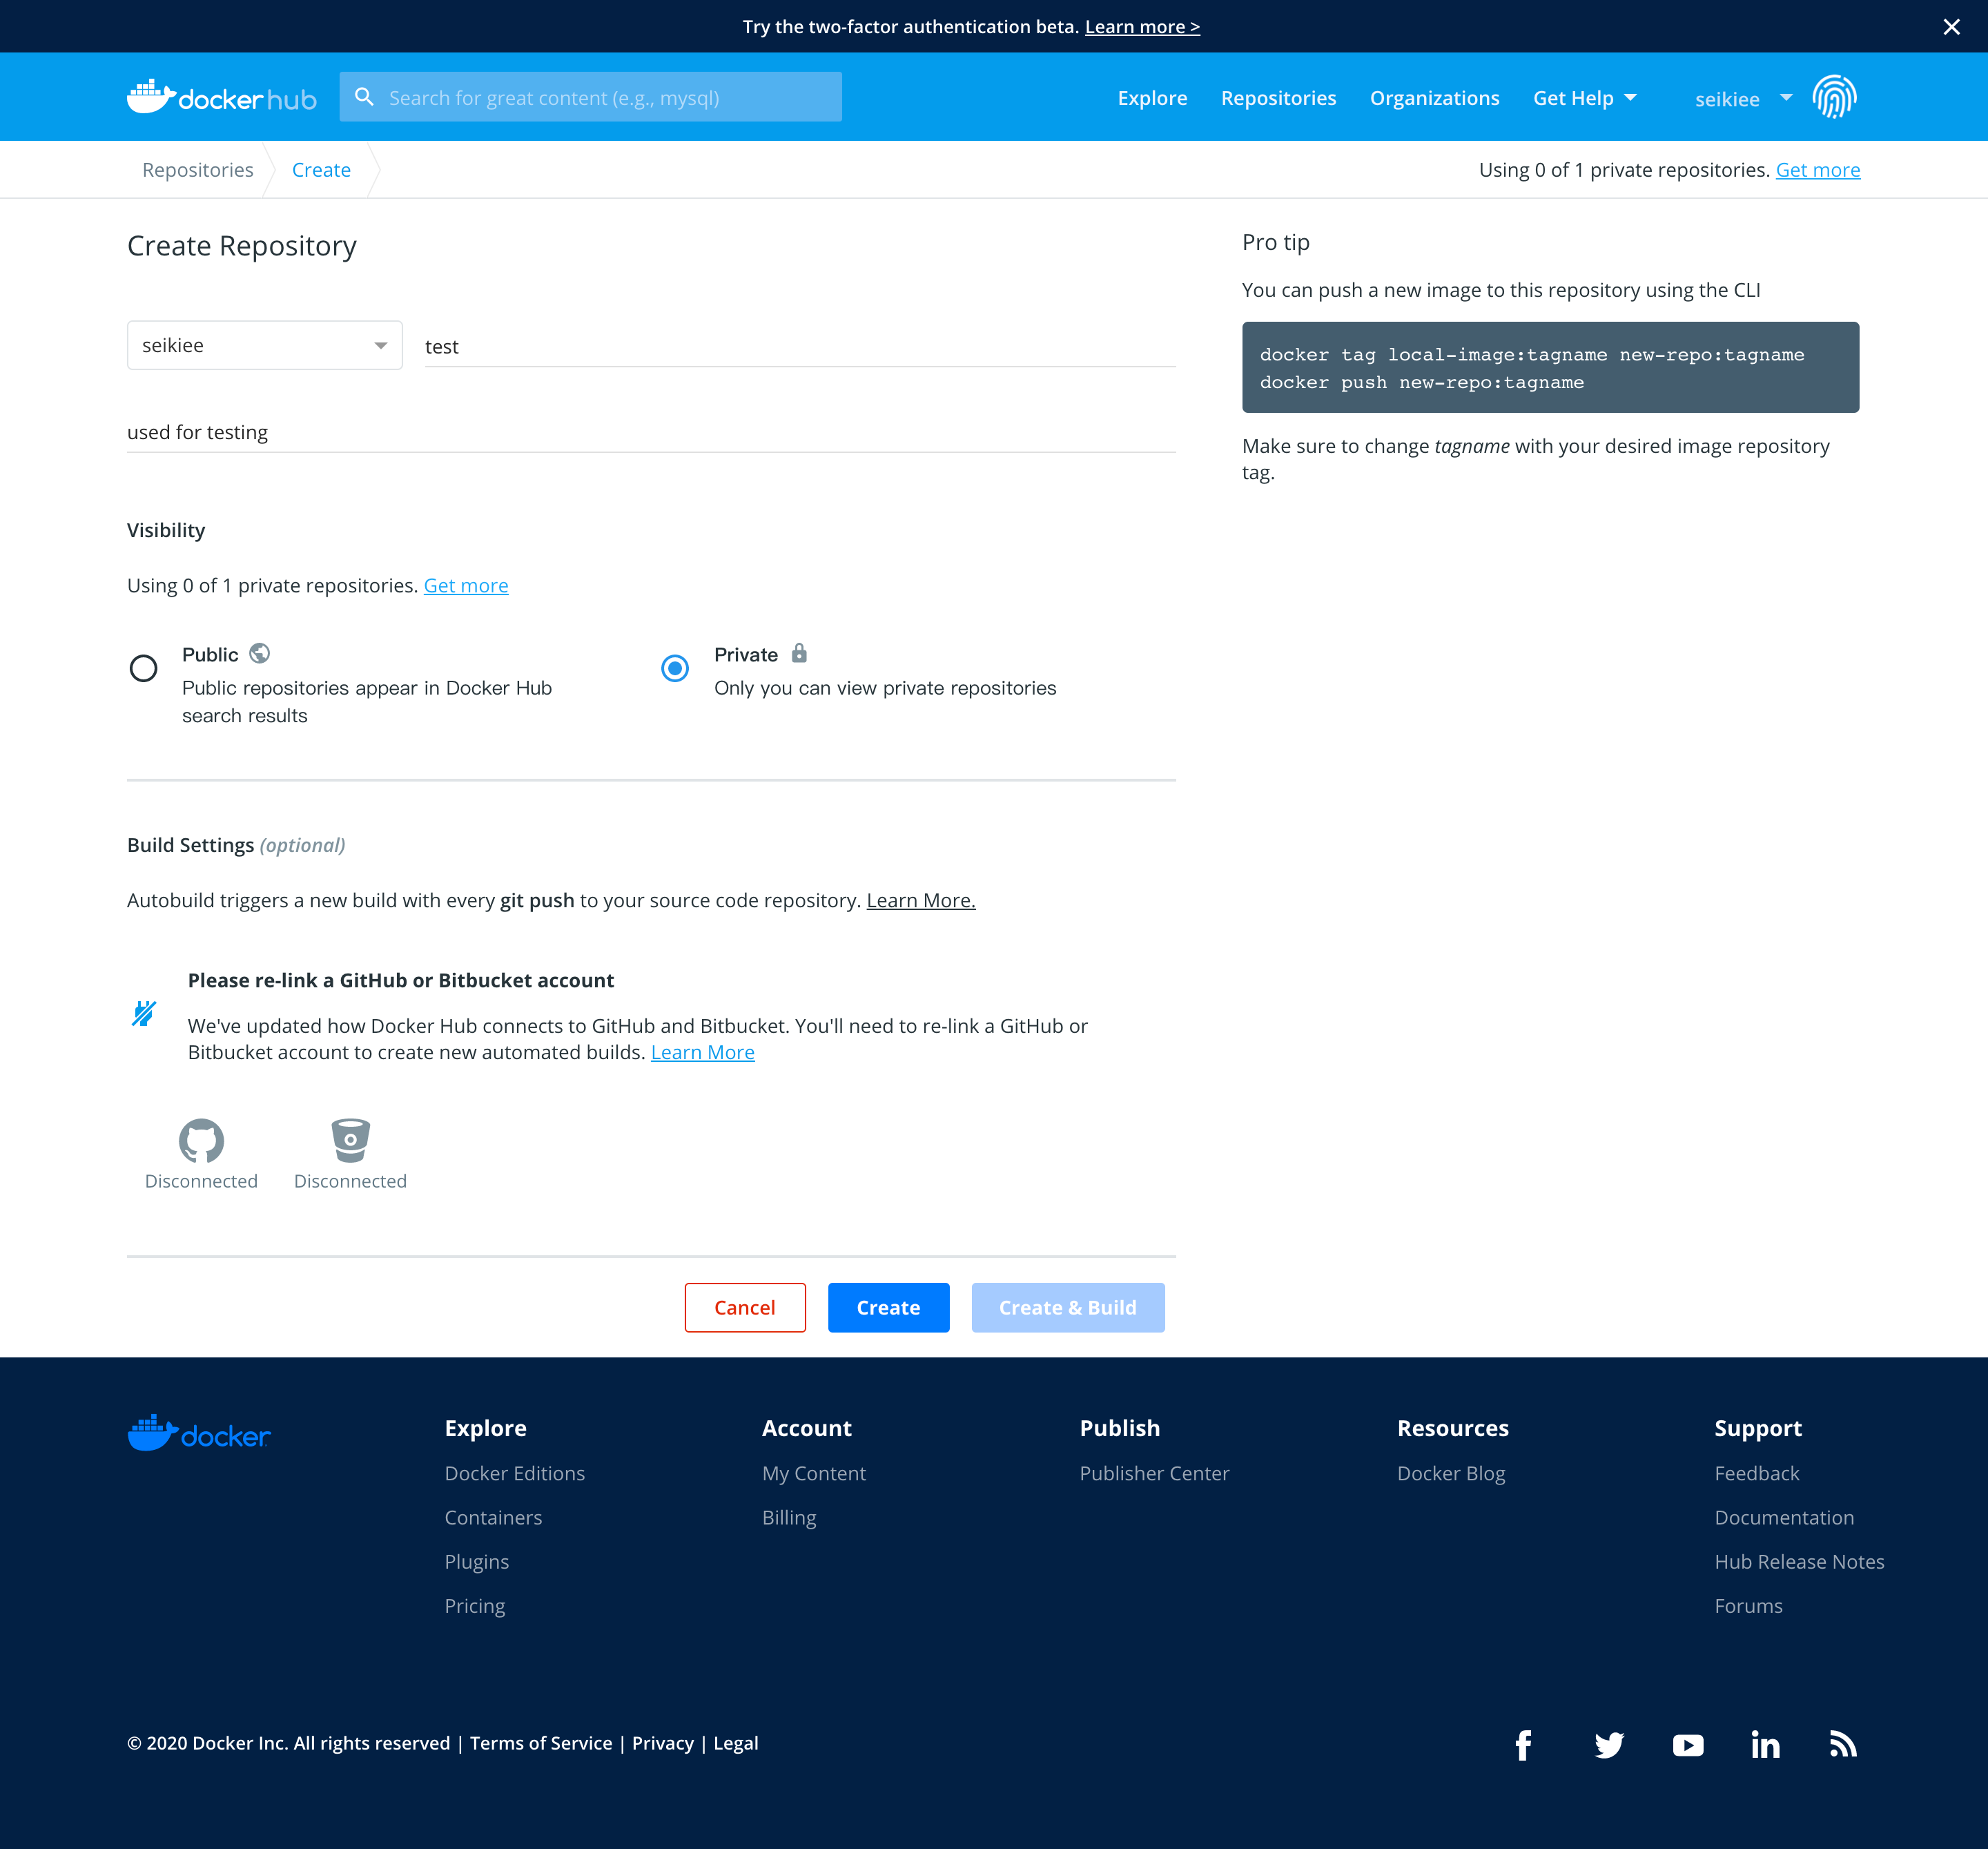 Try the two-factor authentication beta. Learn more >
docker hub
Search for great content (e.g., mysql)
Explore
Repositories
Organizations
Get Help
seikiee
Repositories
Create
Using 0 of 1 private repositories. Get more
Create Repository
seikiee
test
used for testing
Visibility
Using 0 of 1 private repositories. Get more
Public
Public repositories appear in Docker Hub
search results
Private
Only you can view private repositories
Build Settings (optional)
Autobuild triggers a new build with every git push to your source code repository. Learn More.
Please re-link a GitHub or Bitbucket account
We've updated how Docker Hub connects to GitHub and Bitbucket. You'll need to re-link a GitHub or
Bitbucket account to create new automated builds. Learn More
Disconnected
Disconnected
Cancel
Create
Create & Build
Pro tip
You can push a new image to this repository using the CLI
docker tag local-image:tagname new-repo:tagname
docker push new-repo:tagname
Make sure to change tagname with your desired image repository
tag.
docker
Explore
Docker Editions
Containers
Plugins
Pricing
Account
My Content
Billing
Publish
Publisher Center
Resources
Docker Blog
Support
Feedback
Documentation
Hub Release Notes
Forums
© 2020 Docker Inc. All rights reserved | Terms of Service | Privacy | Legal